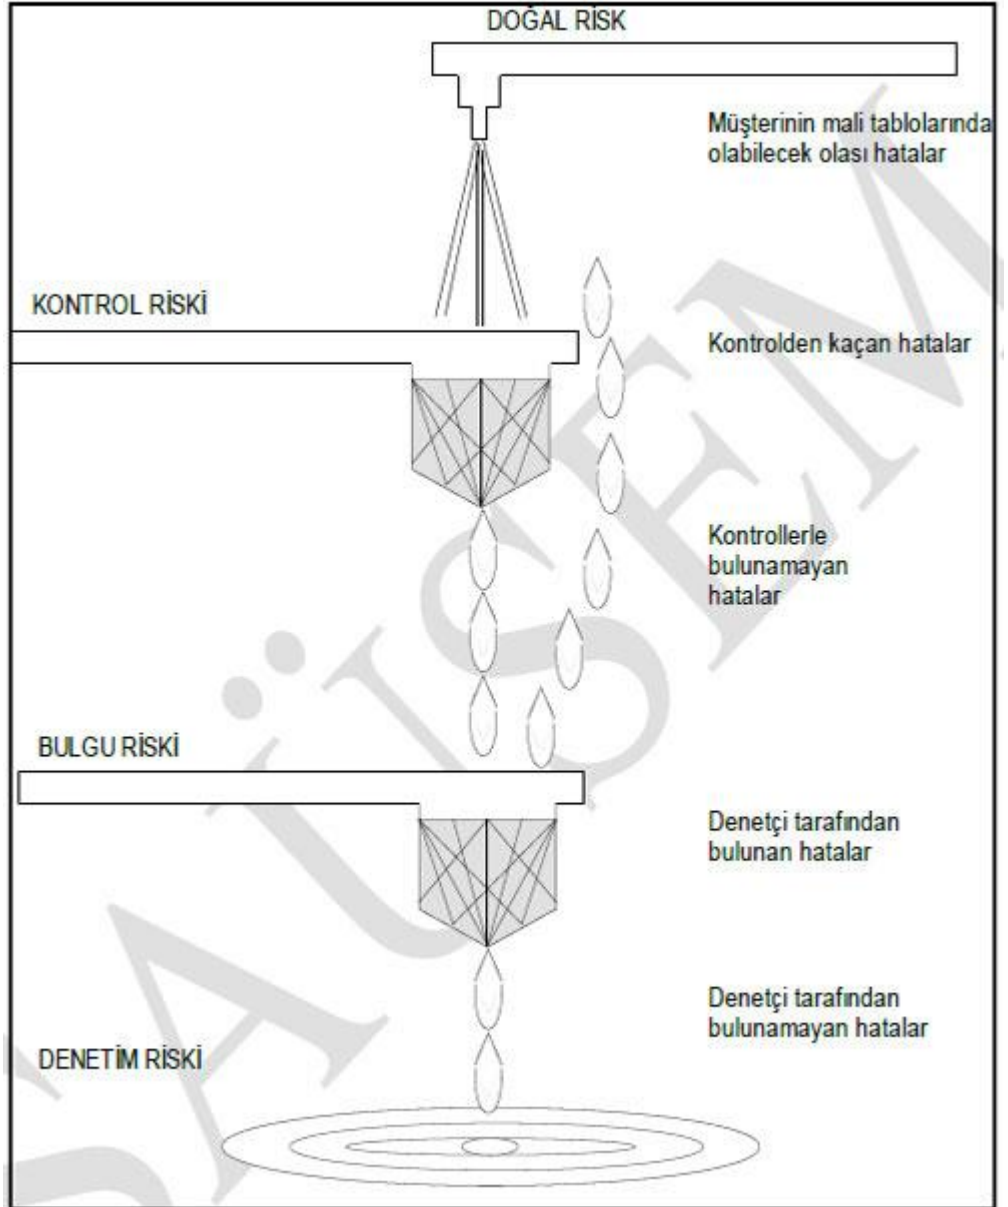 DOĞAL RİSK
Müşterinin mali tablolarında
olabilecek olası hatalar
KONTROL RİSKİ
Kontrolden kaçan hatalar
Kontrollerle
bulunamayan
hatalar
BULGU RİSKİ
Denetçi tarafından
bulunan hatalar
Denetçi tarafından
bulunamayan hatalar
DENETİM RİSKİ
SAÜSEM